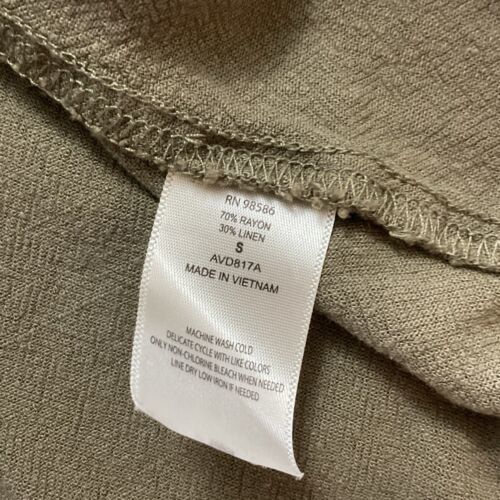 RN 98586
70% RAYON
30% LINEN
S
AVD817A
MADE IN VIETNAM
MACHINE WASH COLD
DELICATE CYCLE WITH LIKE COLORS
ONLY NON-CHLORINE BLEACH WHEN NEEDED
LINE DRY LOW IRON IF NEEDED